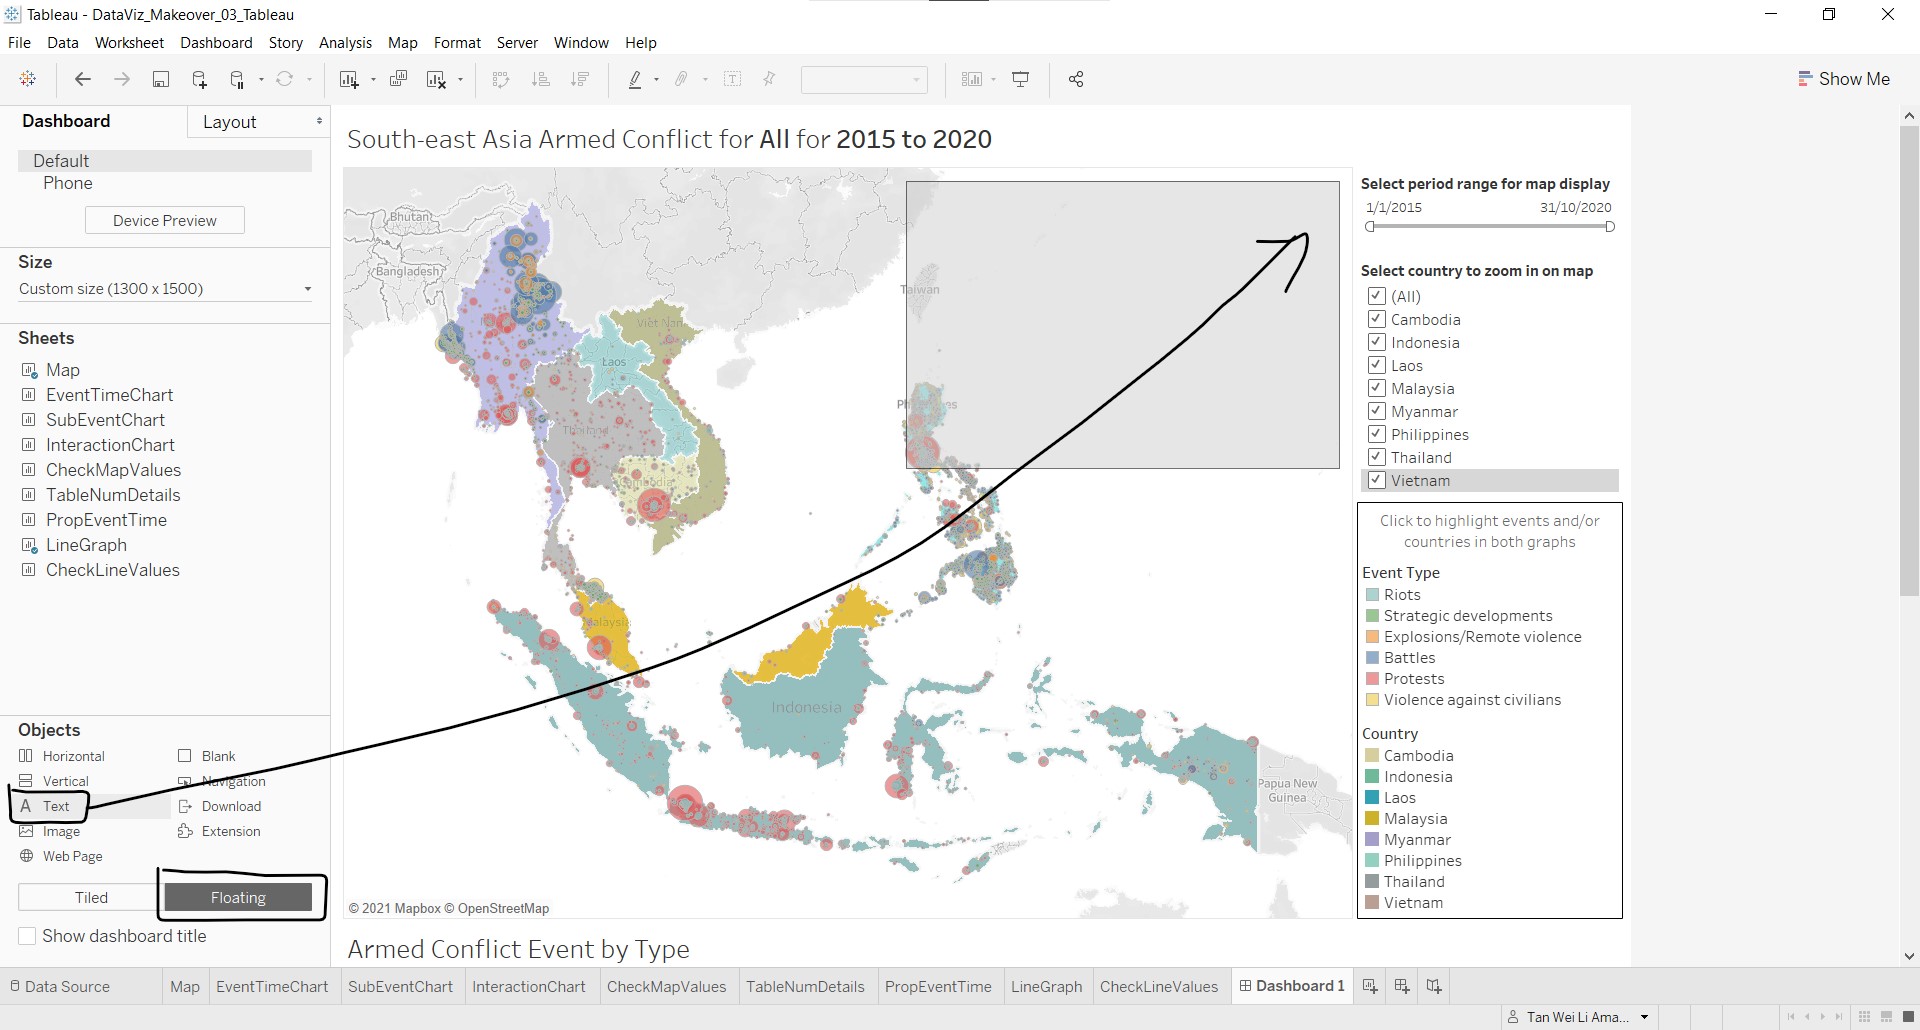 Tableau - DataViz_Makeover_03_Tableau
File Data Worksheet Dashboard Story Analysis Map Format Server Window Help
Show Me
Dashboard Layout
Default
Phone
Device Preview
Size
Custom size (1300 x 1500)
Sheets
Map
EventTimeChart
SubEventChart
InteractionChart
CheckMapValues
TableNumDetails
PropEventTime
LineGraph
CheckLineValues
Objects
Horizontal Blank
Vertical Navigation
A Text Download
Image Extension
Web Page
Tiled Floating
Show dashboard title
South-east Asia Armed Conflict for All for 2015 to 2020
Bhutan
Bangladesh
Taiwan
Việt Nam
Laos
Thailand
Cambodia
Malaysia
Indonesia
Papua New
Guinea
© 2021 Mapbox © OpenStreetMap
Armed Conflict Event by Type
Select period range for map display
1/1/2015 31/10/2020
Select country to zoom in on map
(All)
Cambodia
Indonesia
Laos
Malaysia
Myanmar
Philippines
Thailand
Vietnam
Click to highlight events and/or
countries in both graphs
Event Type
Riots
Strategic developments
Explosions/Remote violence
Battles
Protests
Violence against civilians
Country
Cambodia
Indonesia
Laos
Malaysia
Myanmar
Philippines
Thailand
Vietnam
Data Source Map EventTimeChart SubEventChart InteractionChart CheckMapValues TableNumDetails PropEventTime LineGraph CheckLineValues Dashboard 1
Tan Wei Li Ama...